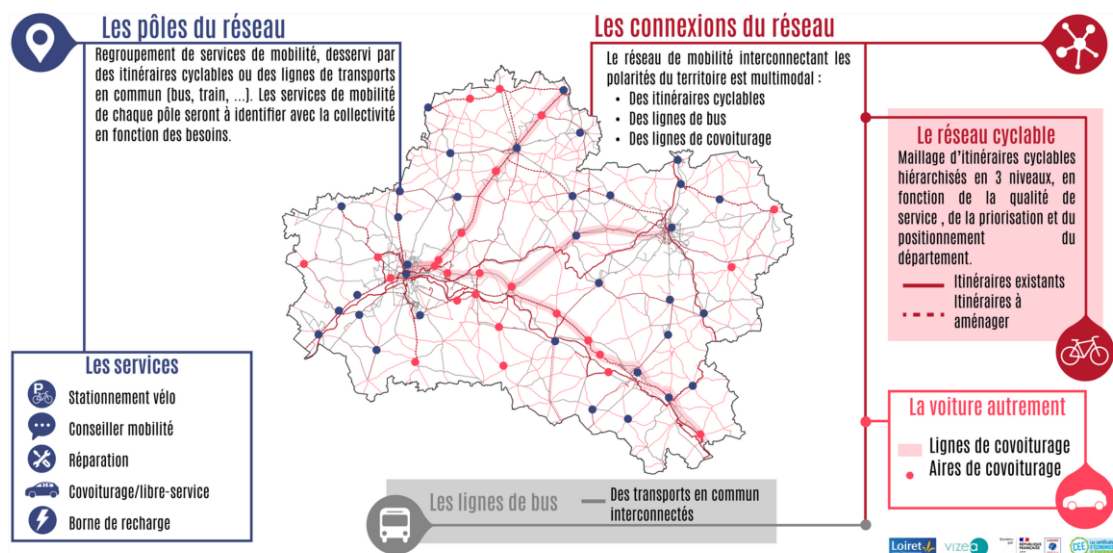 Les pôles du réseau
Regroupement de services de mobilité, desservi par
des itinéraires cyclables ou des lignes de transports
en commun (bus, train, ...). Les services de mobilité
de chaque pôle seront à identifier avec la collectivité
en fonction des besoins.
Les services
P
Stationnement vélo
Conseiller mobilité
Réparation
Covoiturage/libre-service
Borne de recharge
Les connexions du réseau
Le réseau de mobilité interconnectant les
polarités du territoire est multimodal :
• Des itinéraires cyclables
• Des lignes de bus
• Des lignes de covoiturage
Le réseau cyclable
Maillage d'itinéraires cyclables
hiérarchisés en 3 niveaux, en
fonction de la qualité de
service , de la priorisation et du
positionnement du
département.
Itinéraires existants
Itinéraires à
aménager
La voiture autrement
Lignes de covoiturage
Aires de covoiturage
Les lignes de bus
Des transports en commun
interconnectés
Loiret
vizea
RÉPUBLIQUE
FRANÇAISE
CEE